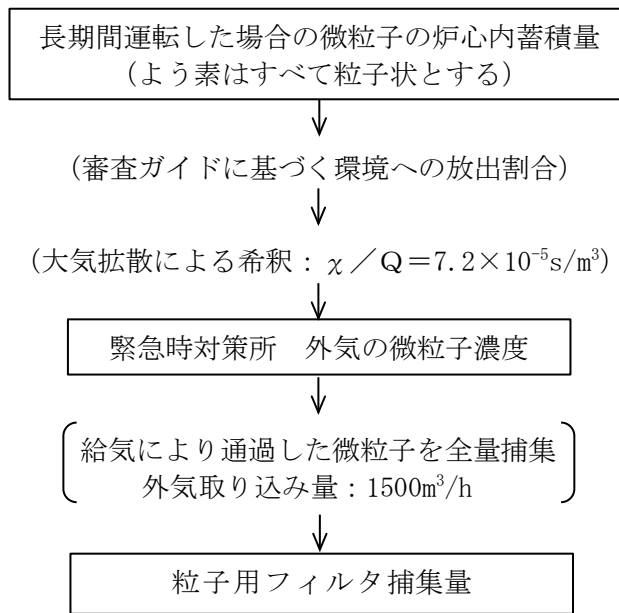 長期間運転した場合の微粒子の炉心内蓄積量
(よう素はすべて粒子状とする)
(審査ガイドに基づく環境への放出割合)
(大気拡散による希釈：χ／Q＝7.2×10⁻⁵s/m³)
緊急時対策所　外気の微粒子濃度
給気により通過した微粒子を全量捕集
外気取り込み量：1500m³/h
粒子用フィルタ捕集量